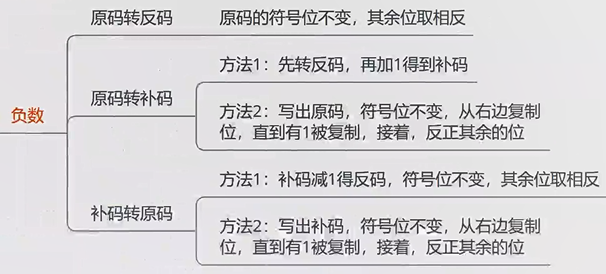 负数
原码转反码
原码的符号位不变，其余位取相反
原码转补码
方法1：先转反码，再加1得到补码
方法2：写出原码，符号位不变，从右边复制
位，直到有1被复制，接着，反正其余的位
补码转原码
方法1：补码减1得反码，符号位不变，其余位取相反
方法2：写出补码，符号位不变，从右边复制
位，直到有1被复制，接着，反正其余的位